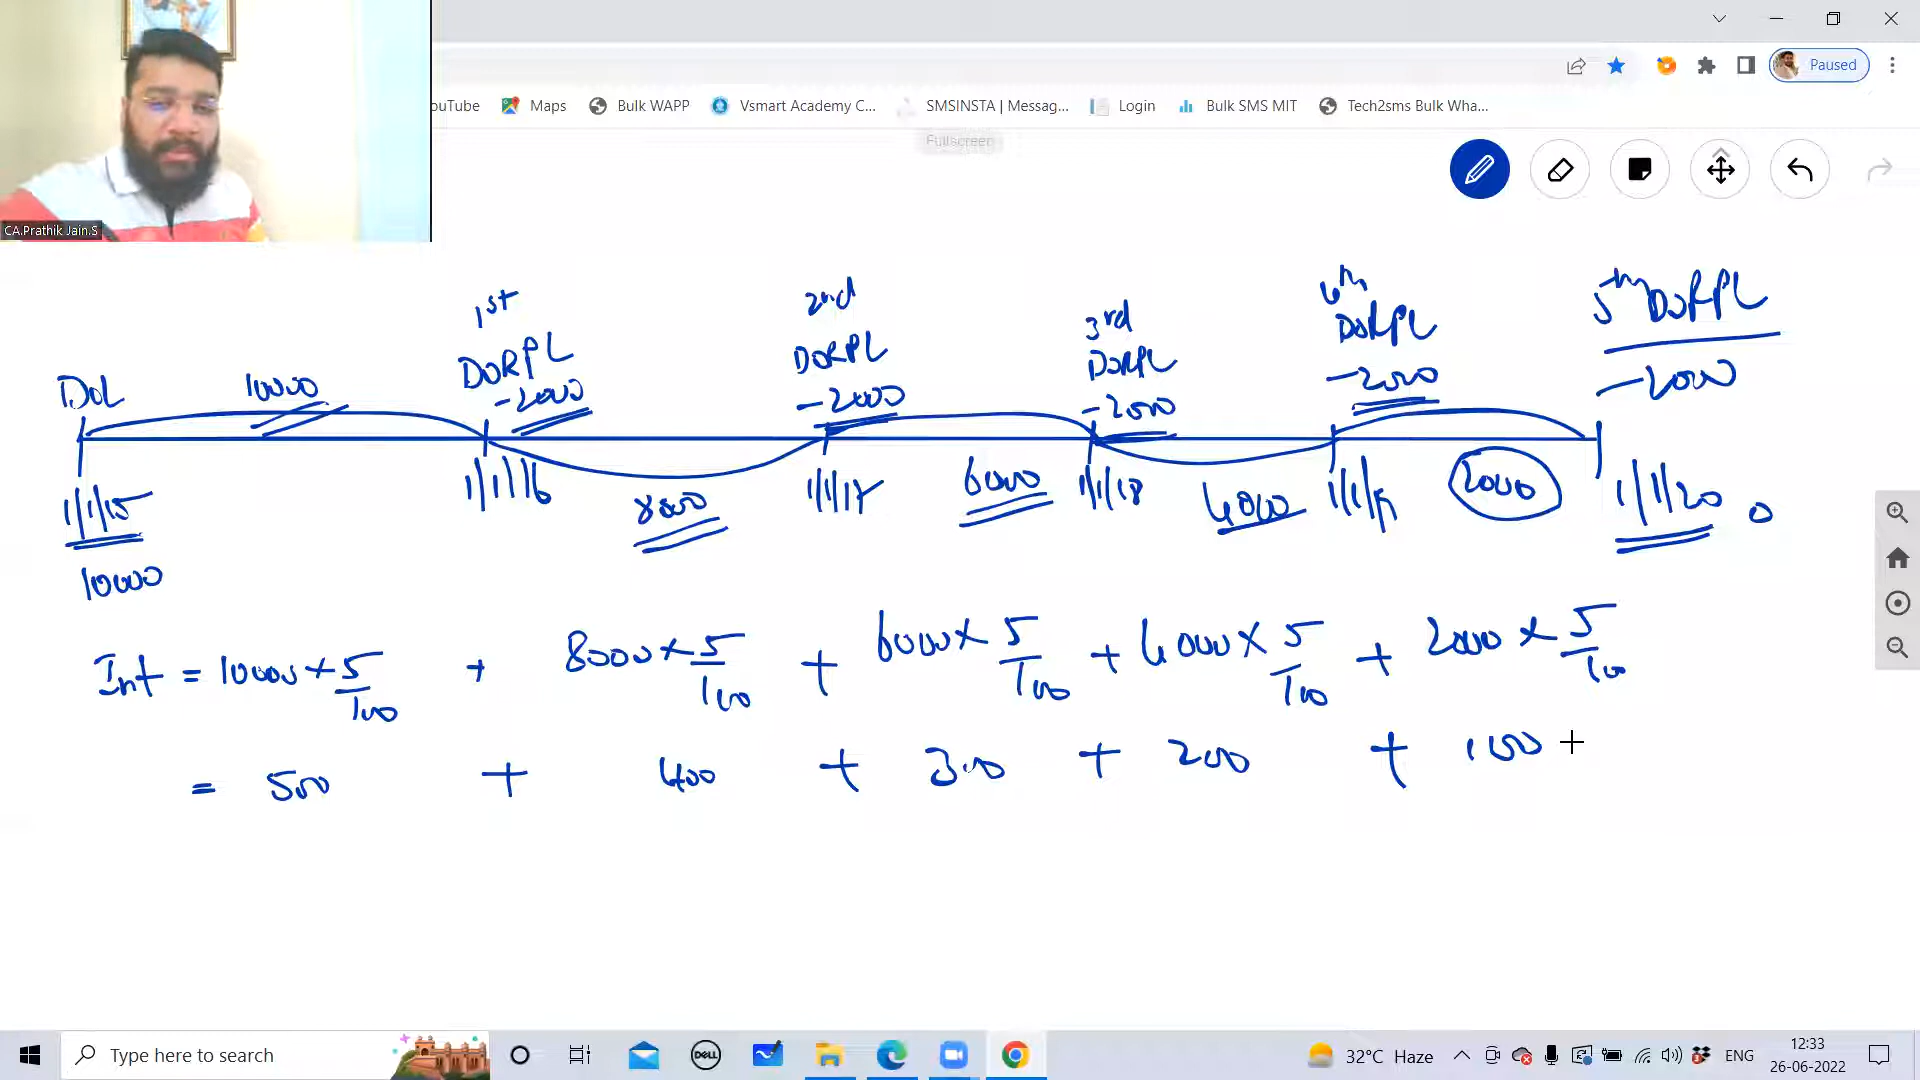 Paused
ouTube Maps Bulk WAPP Vsmart Academy C... SMSINSTA | Messag... Login Bulk SMS MIT Tech2sms Bulk Wha...
Fullscreen
CA.Prathik Jain.S
1st 2nd 3rd 4th 5th DORPL
DORPL DORPL DORPL DORPL
DOL 10000 -2000 -2000 -2000 -2000 -2000
1/1/15 1/1/16 8000 1/1/17 6000 1/1/18 4000 1/1/19 2000 1/1/20 0
10000
Int = 10000 × 5/100 + 8000 × 5/100 + 6000 × 5/100 + 4000 × 5/100 + 2000 × 5/100
= 500 + 400 + 300 + 200 + 100
Type here to search
DELL
32°C Haze
ENG
12:33
26-06-2022